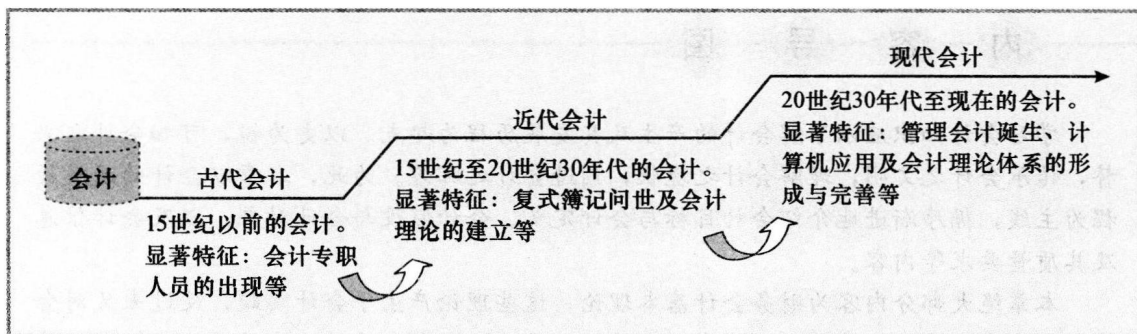 会计
古代会计
15世纪以前的会计。
显著特征：会计专职
人员的出现等
近代会计
15世纪至20世纪30年代的会计。
显著特征：复式簿记问世及会计
理论的建立等
现代会计
20世纪30年代至现在的会计。
显著特征：管理会计诞生、计
算机应用及会计理论体系的形
成与完善等